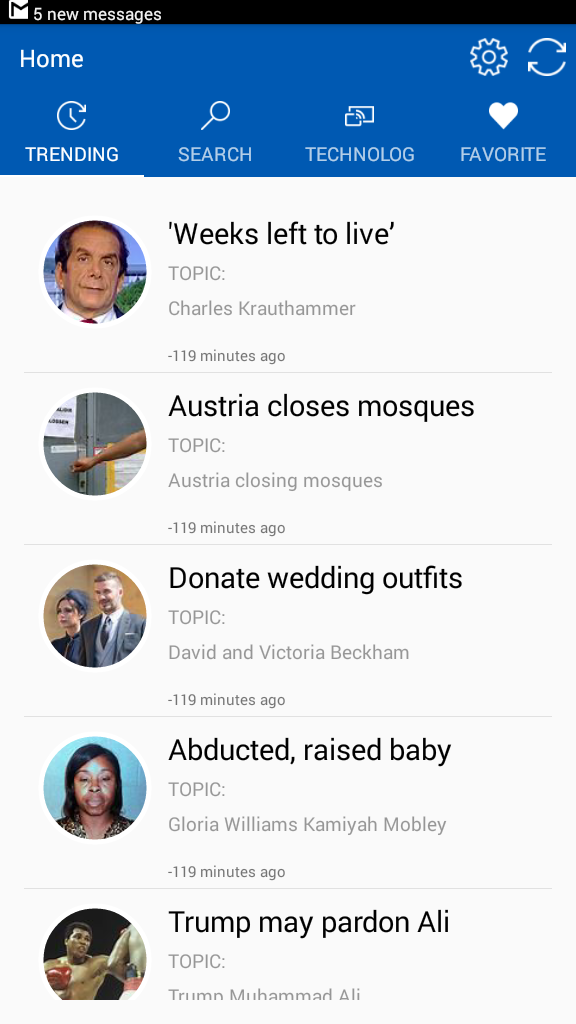 5 new messages
Home
TRENDING
SEARCH
TECHNOLOG
FAVORITE
'Weeks left to live’
TOPIC:
Charles Krauthammer
-119 minutes ago
Austria closes mosques
TOPIC:
Austria closing mosques
-119 minutes ago
Donate wedding outfits
TOPIC:
David and Victoria Beckham
-119 minutes ago
Abducted, raised baby
TOPIC:
Gloria Williams Kamiyah Mobley
-119 minutes ago
Trump may pardon Ali
TOPIC:
Trump Muhammad Ali